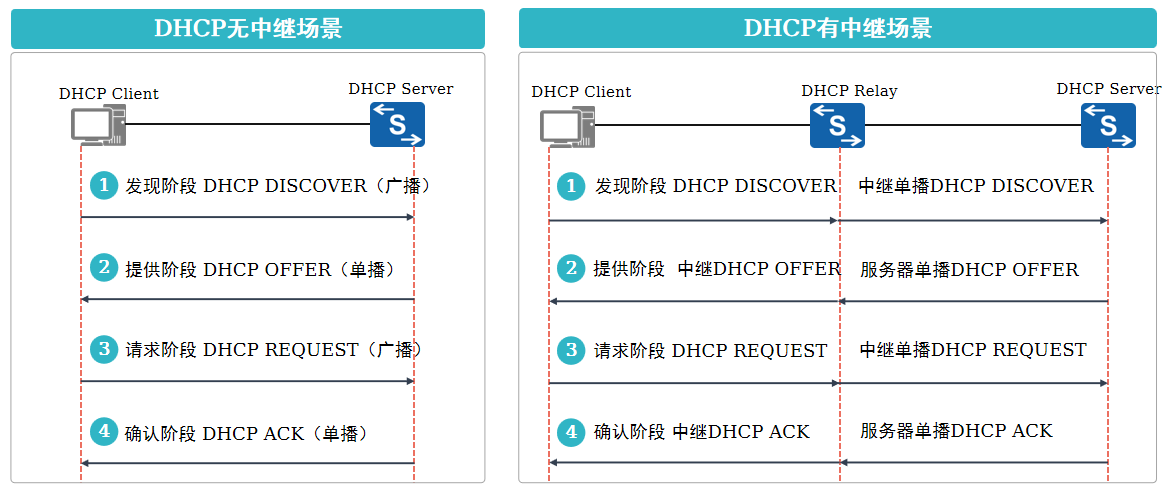 DHCP无中继场景
DHCP Client
DHCP Server
S
1 发现阶段 DHCP DISCOVER（广播）
2 提供阶段 DHCP OFFER（单播）
3 请求阶段 DHCP REQUEST（广播）
4 确认阶段 DHCP ACK（单播）
DHCP有中继场景
DHCP Client
DHCP Relay
DHCP Server
S
S
1 发现阶段 DHCP DISCOVER 中继单播DHCP DISCOVER
2 提供阶段 中继DHCP OFFER 服务器单播DHCP OFFER
3 请求阶段 DHCP REQUEST 中继单播DHCP REQUEST
4 确认阶段 中继DHCP ACK 服务器单播DHCP ACK